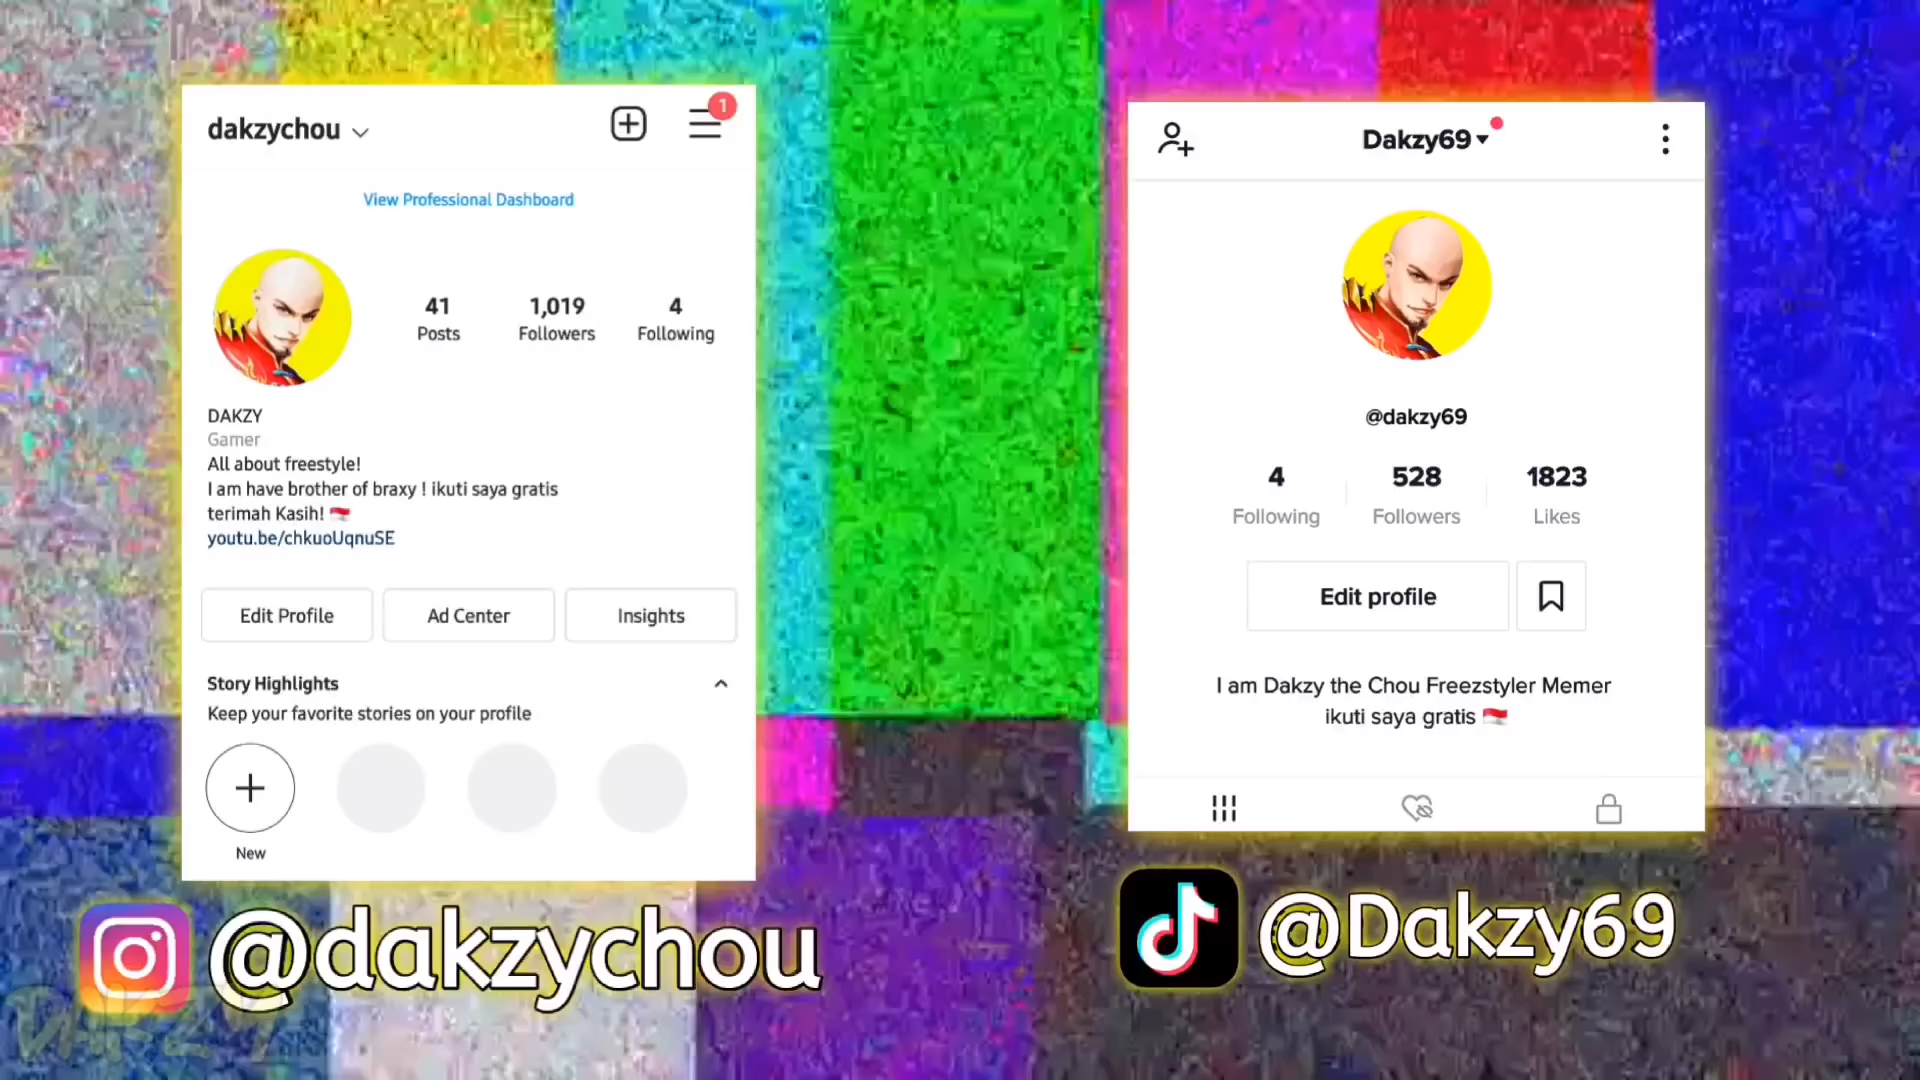 dakzychou
1
View Professional Dashboard
41
Posts
1,019
Followers
4
Following
DAKZY
Gamer
All about freestyle!
I am have brother of braxy ! ikuti saya gratis
terimah Kasih! 🇮🇩
youtu.be/chkuoUqnuSE
Edit Profile
Ad Center
Insights
Story Highlights
Keep your favorite stories on your profile
New
@dakzychou
DAKZY
Dakzy69
@dakzy69
4
Following
528
Followers
1823
Likes
Edit profile
I am Dakzy the Chou Freezstyler Memer
ikuti saya gratis 🇮🇩
@Dakzy69